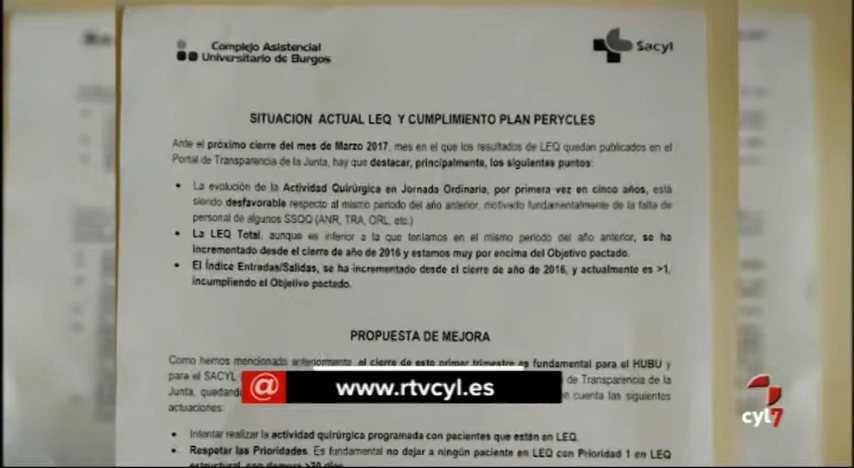 Complejo Asistencial
Universitario de Burgos
Sacyl
SITUACION ACTUAL LEQ Y CUMPLIMIENTO PLAN PERYCLES
Ante el próximo cierre del mes de Marzo 2017, mes en el que los resultados de LEQ quedan publicados en el
Portal de Transparencia de la Junta, hay que destacar, principalmente, los siguientes puntos:
• La evolución de la Actividad Quirúrgica en Jornada Ordinaria, por primera vez en cinco años, está
siendo desfavorable respecto al mismo período del año anterior, motivado fundamentalmente de la falta de
personal de algunos SSQQ (ANR, TRA, ORL, etc.)
• La LEQ Total, aunque es inferior a la que teníamos en el mismo período del año anterior, se ha
incrementado desde el cierre de año de 2016 y estamos muy por encima del Objetivo pactado.
• El Índice Entradas/Salidas, se ha incrementado desde el cierre de año de 2016, y actualmente es >1,
incumpliendo el Objetivo pactado.
PROPUESTA DE MEJORA
Como hemos mencionado anteriormente, el cierre de este primer trimestre es fundamental para el HUBU y
para el SACYL de Transparencia de la
Junta, quedand en cuenta las siguientes
actuaciones:
@ www.rtvcyl.es
cyl7
• Intentar realizar la actividad quirúrgica programada con pacientes que estén en LEQ.
• Respetar las Prioridades. Es fundamental no dejar a ningún paciente en LEQ con Prioridad 1 en LEQ
estructural, con demora >30 días.